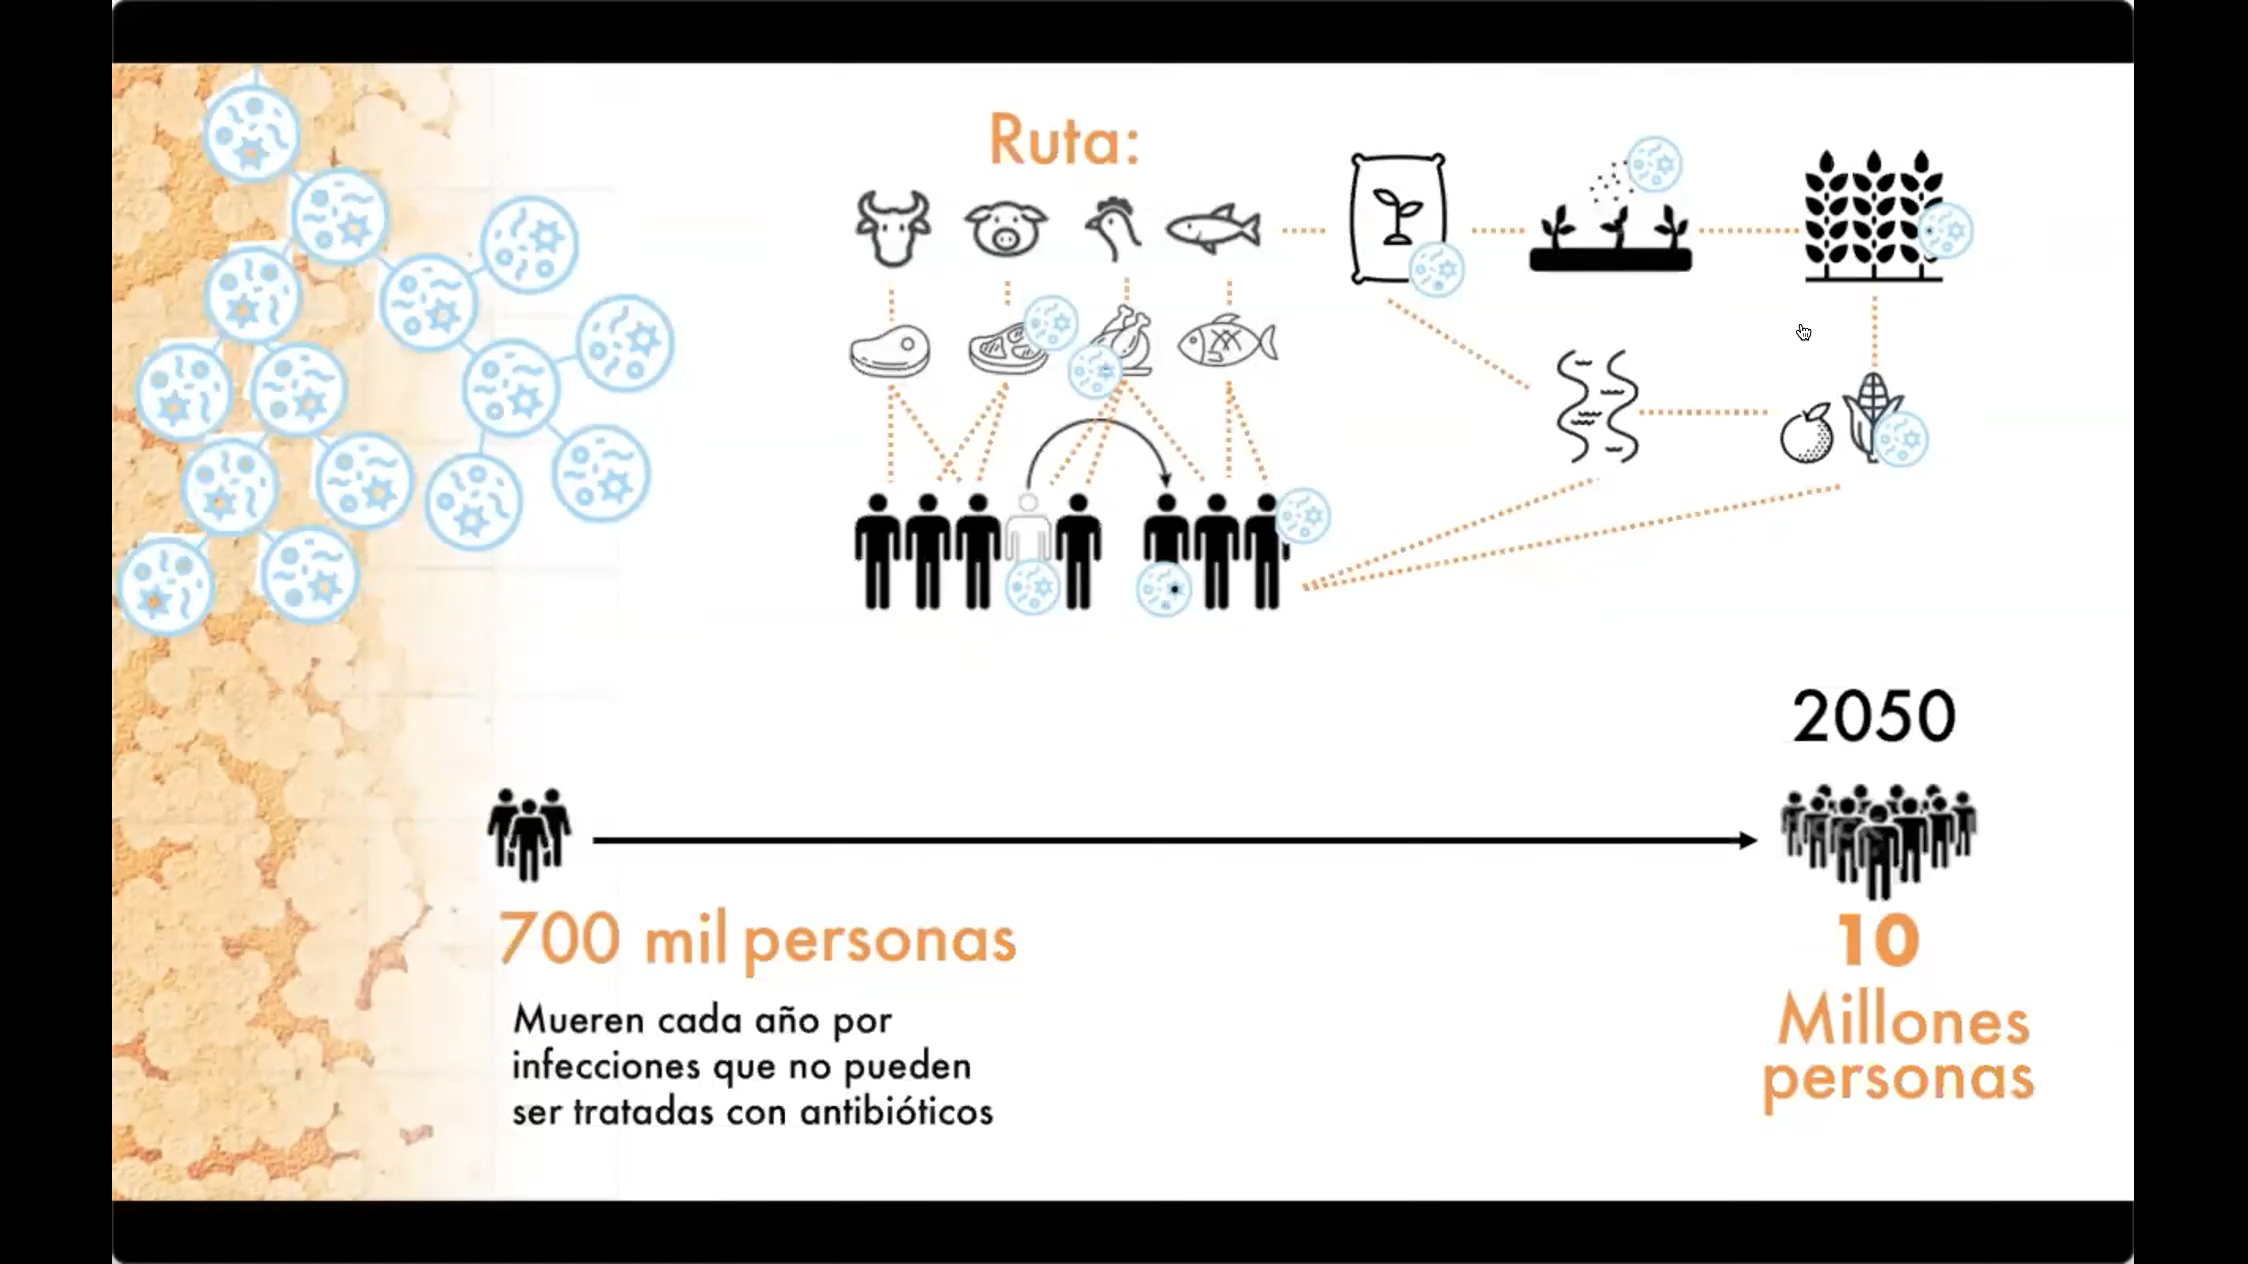 Ruta:
2050
700 mil personas
Mueren cada año por
infecciones que no pueden
ser tratadas con antibióticos
10
Millones
personas